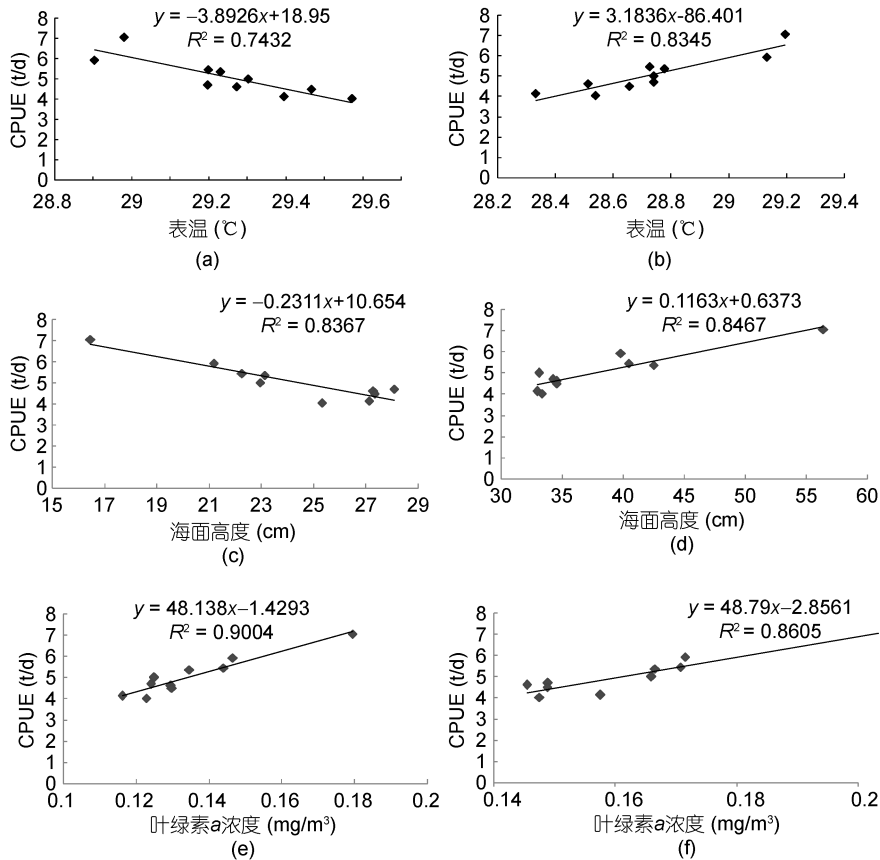 y = −3.8926x+18.95
R² = 0.7432
CPUE (t/d)
8
7
6
5
4
3
2
1
0
28.8 29 29.2 29.4 29.6
表温 (℃)
(a)
y = 3.1836x-86.401
R² = 0.8345
CPUE (t/d)
8
7
6
5
4
3
2
1
0
28.2 28.4 28.6 28.8 29 29.2 29.4
表温 (℃)
(b)
y = −0.2311x+10.654
R² = 0.8367
CPUE (t/d)
8
7
6
5
4
3
2
1
0
15 17 19 21 23 25 27 29
海面高度 (cm)
(c)
y = 0.1163x+0.6373
R² = 0.8467
CPUE (t/d)
8
7
6
5
4
3
2
1
0
30 35 40 45 50 55 60
海面高度 (cm)
(d)
y = 48.138x−1.4293
R² = 0.9004
CPUE (t/d)
8
7
6
5
4
3
2
1
0
0.1 0.12 0.14 0.16 0.18 0.2
叶绿素a浓度 (mg/m³)
(e)
y = 48.79x−2.8561
R² = 0.8605
CPUE (t/d)
8
7
6
5
4
3
2
1
0
0.14 0.16 0.18 0.2
叶绿素a浓度 (mg/m³)
(f)